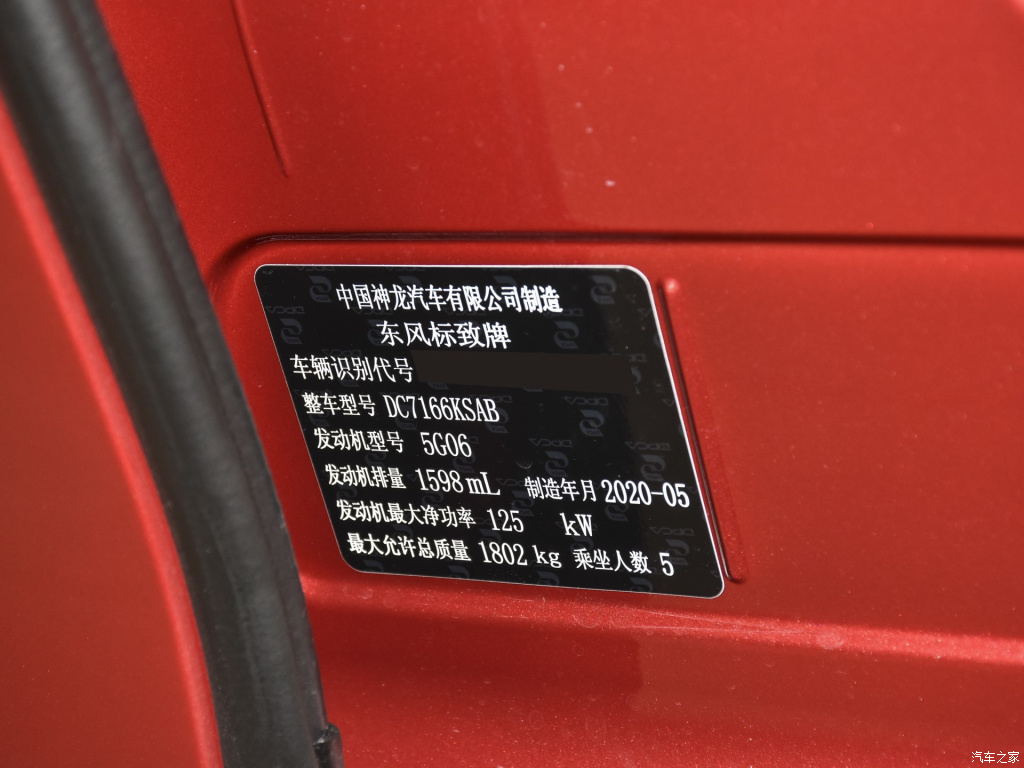 中国神龙汽车有限公司制造
东风标致牌
车辆识别代号
整车型号 DC7166KSAB
发动机型号 5G06
发动机排量 1598 mL 制造年月 2020-05
发动机最大净功率 125 kW
最大允许总质量 1802 kg 乘坐人数 5
汽车之家